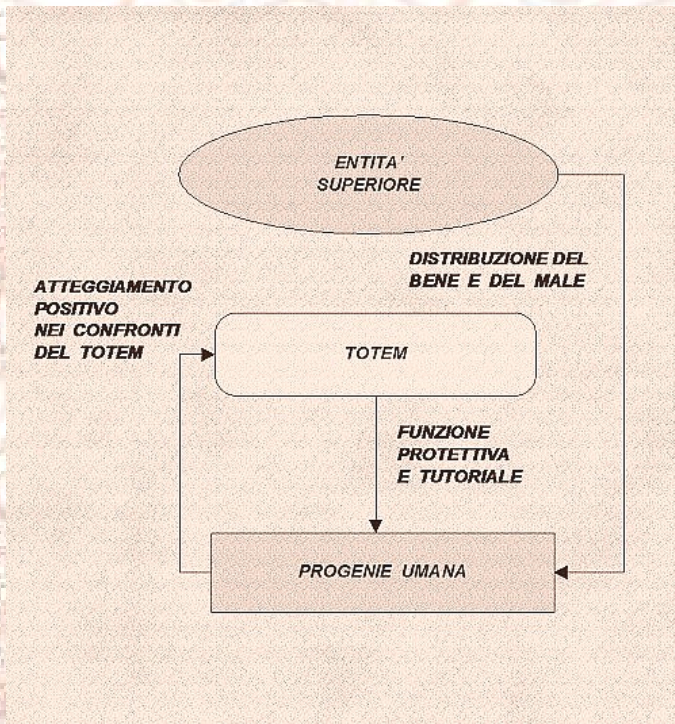 ENTITA'
SUPERIORE
DISTRIBUZIONE DEL
BENE E DEL MALE
ATTEGGIAMENTO
POSITIVO
NEI CONFRONTI
DEL TOTEM
TOTEM
FUNZIONE
PROTETTIVA
E TUTORIALE
PROGENIE UMANA